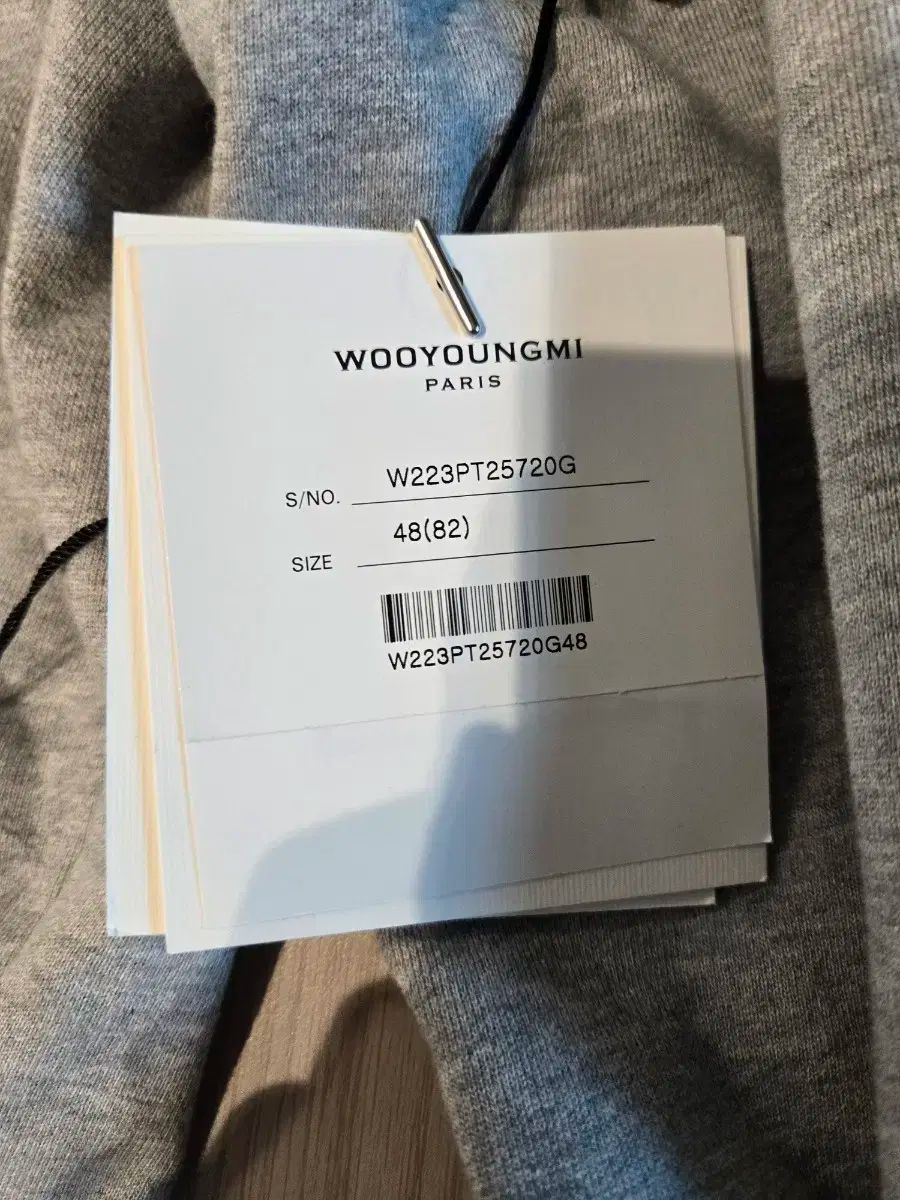 WOOYOUNGMI
PARIS
S/NO. W223PT25720G
SIZE 48(82)
W223PT25720G48